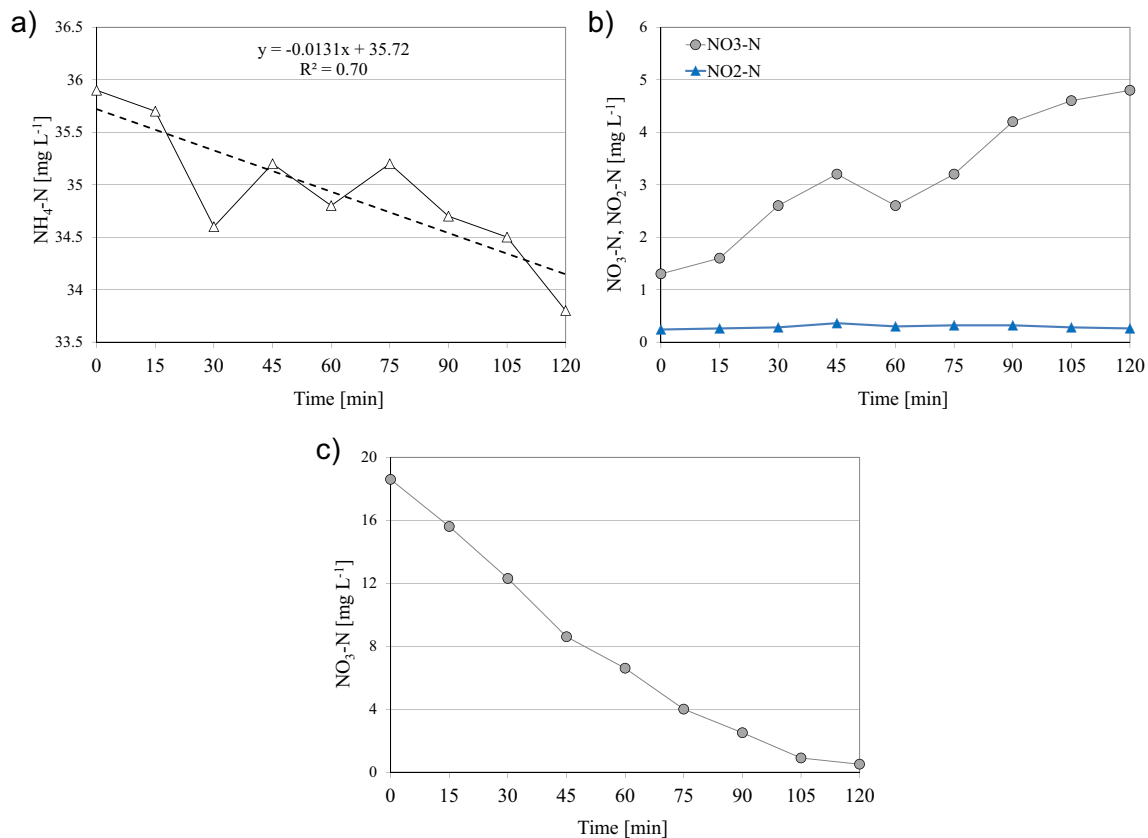 a)
y = -0.0131x + 35.72
R² = 0.70
NH₄-N [mg L⁻¹]
36.5
36
35.5
35
34.5
34
33.5
0 15 30 45 60 75 90 105 120
Time [min]
b)
NO3-N
NO2-N
NO₃-N, NO₂-N [mg L⁻¹]
6
5
4
3
2
1
0
0 15 30 45 60 75 90 105 120
Time [min]
c)
NO₃-N [mg L⁻¹]
20
16
12
8
4
0
0 15 30 45 60 75 90 105 120
Time [min]